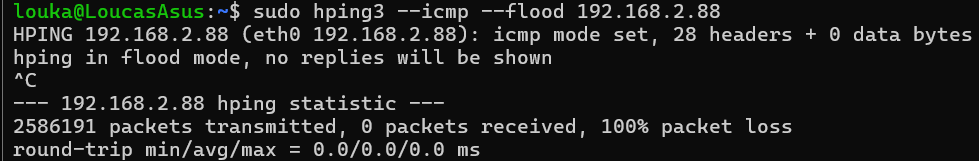 louka@LoucasAsus:~$ sudo hping3 --icmp --flood 192.168.2.88
HPING 192.168.2.88 (eth0 192.168.2.88): icmp mode set, 28 headers + 0 data bytes
hping in flood mode, no replies will be shown
^C
--- 192.168.2.88 hping statistic ---
2586191 packets transmitted, 0 packets received, 100% packet loss
round-trip min/avg/max = 0.0/0.0/0.0 ms